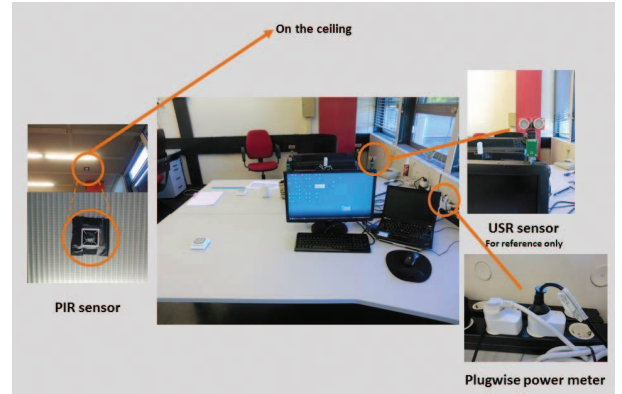 On the ceiling
USR sensor
For reference only
PIR sensor
Plugwise power meter